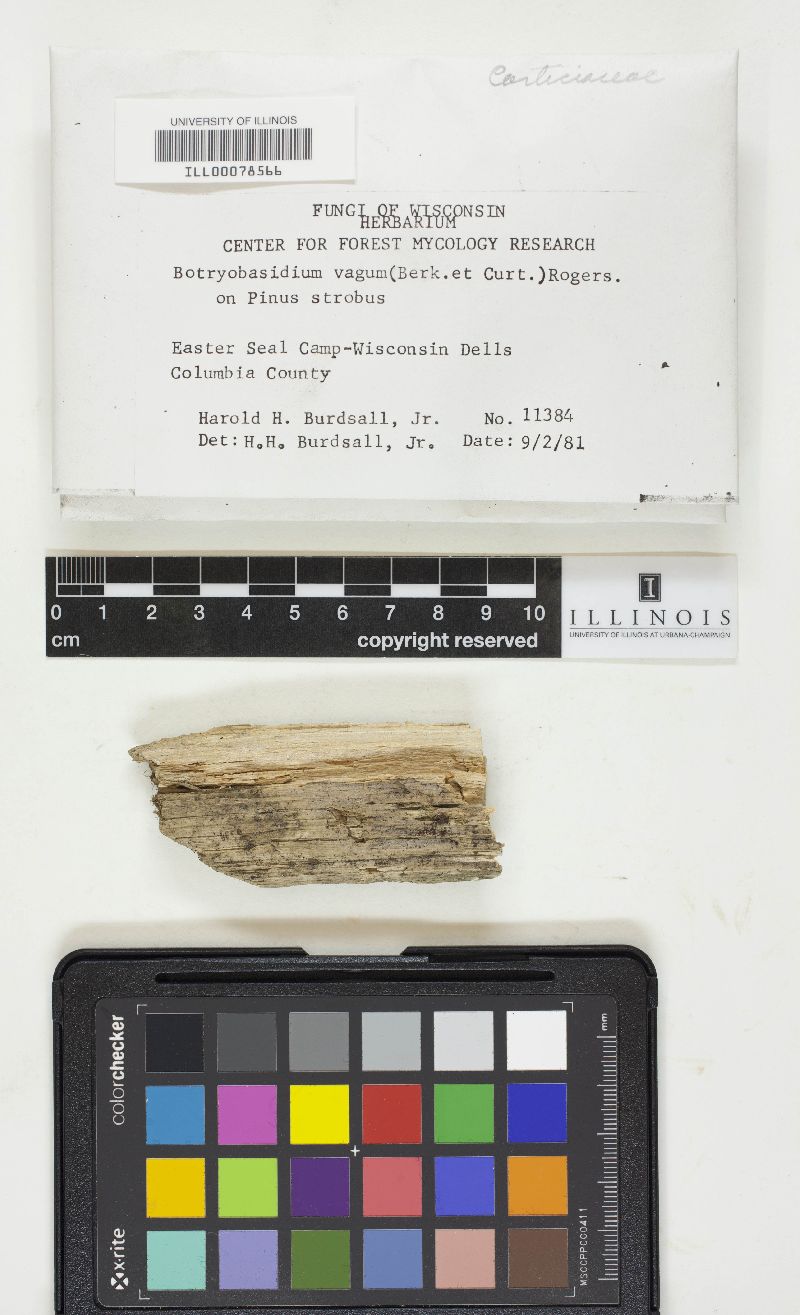 Corticiaceae
UNIVERSITY OF ILLINOIS
ILL00078566
FUNGI OF WISCONSIN
HERBARIUM
CENTER FOR FOREST MYCOLOGY RESEARCH
Botryobasidium vagum(Berk.et Curt.)Rogers.
on Pinus strobus
Easter Seal Camp-Wisconsin Dells
Columbia County
Harold H. Burdsall, Jr. No. 11384
Det: H.H. Burdsall, Jr. Date: 9/2/81
0 1 2 3 4 5 6 7 8 9 10
cm copyright reserved
I
ILLINOIS
UNIVERSITY OF ILLINOIS AT URBANA-CHAMPAIGN
colorchecker
x-rite
mm
MSCCPPCC0411